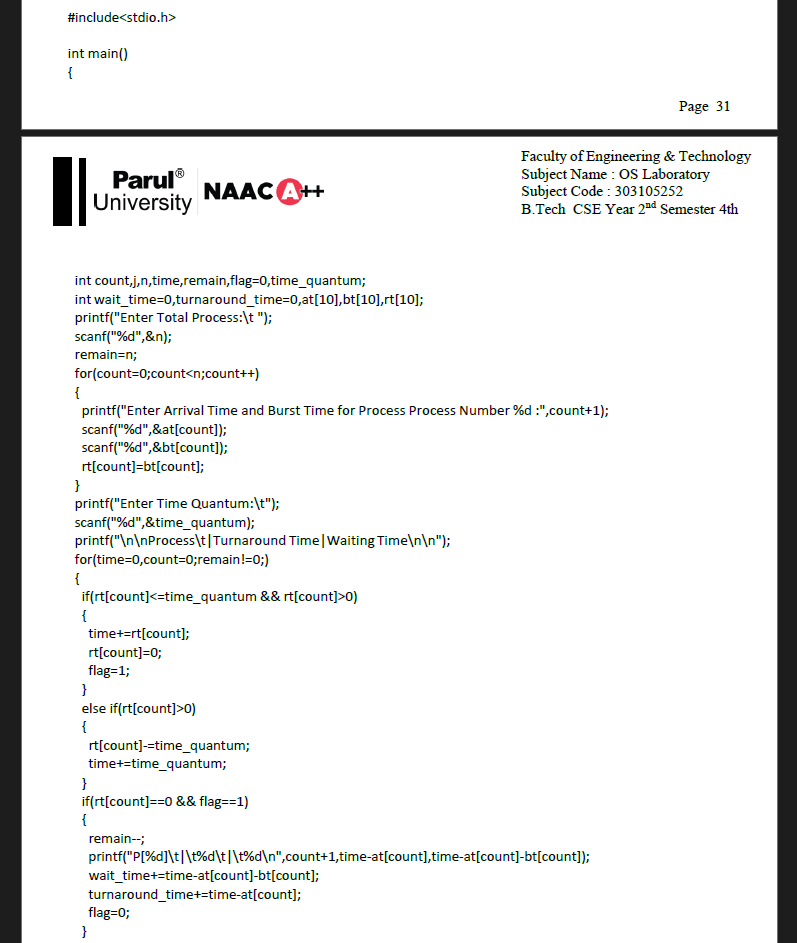 #include<stdio.h>
int main()
{
Page 31
Parul®
University
NAAC A++
Faculty of Engineering & Technology
Subject Name : OS Laboratory
Subject Code : 303105252
B.Tech CSE Year 2nd Semester 4th
int count,j,n,time,remain,flag=0,time_quantum;
int wait_time=0,turnaround_time=0,at[10],bt[10],rt[10];
printf("Enter Total Process:\t ");
scanf("%d",&n);
remain=n;
for(count=0;count<n;count++)
{
printf("Enter Arrival Time and Burst Time for Process Process Number %d :",count+1);
scanf("%d",&at[count]);
scanf("%d",&bt[count]);
rt[count]=bt[count];
}
printf("Enter Time Quantum:\t");
scanf("%d",&time_quantum);
printf("\n\nProcess\t|Turnaround Time|Waiting Time\n\n");
for(time=0,count=0;remain!=0;)
{
if(rt[count]<=time_quantum && rt[count]>0)
{
time+=rt[count];
rt[count]=0;
flag=1;
}
else if(rt[count]>0)
{
rt[count]-=time_quantum;
time+=time_quantum;
}
if(rt[count]==0 && flag==1)
{
remain--;
printf("P[%d]\t|\t%d\t|\t%d\n",count+1,time-at[count],time-at[count]-bt[count]);
wait_time+=time-at[count]-bt[count];
turnaround_time+=time-at[count];
flag=0;
}